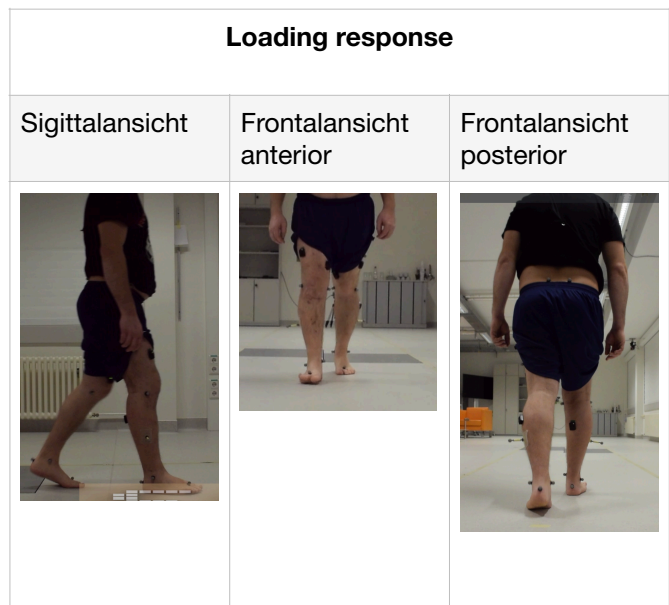 Loading response
Sigittalansicht
Frontalansicht
anterior
Frontalansicht
posterior